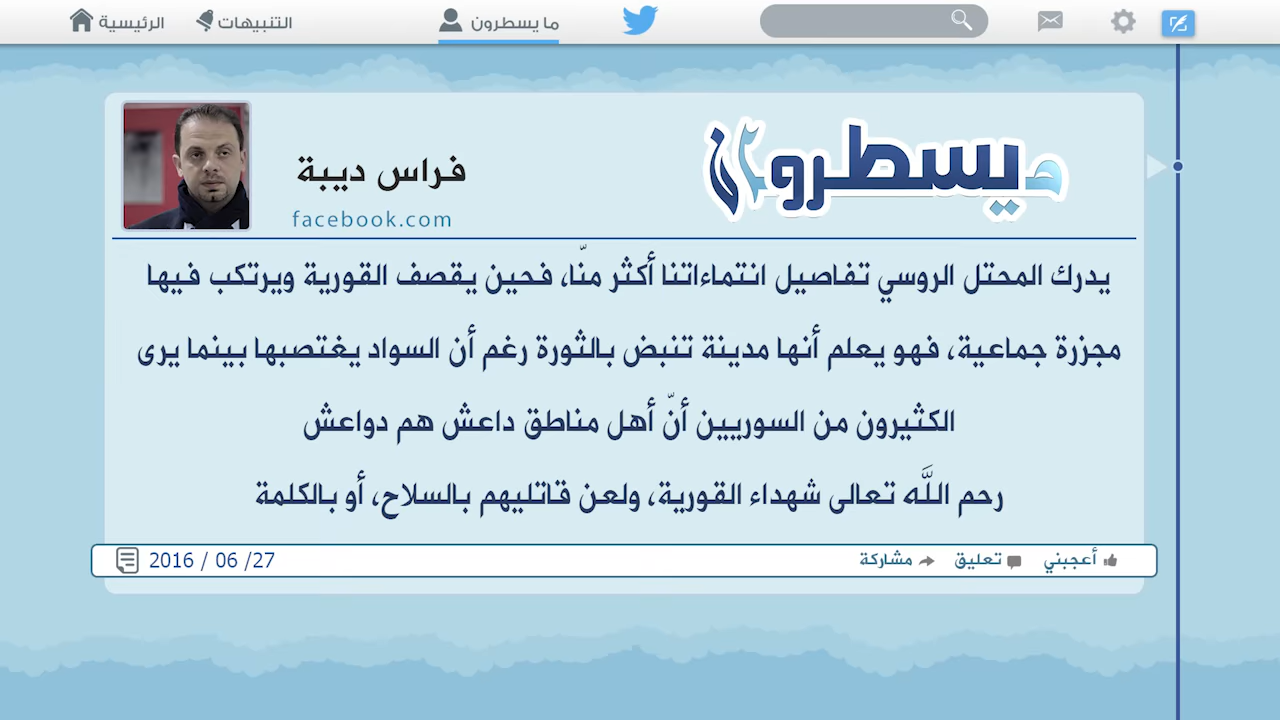 الرئيسية
التنبيهات
ما يسطرون
ما يسطرون
فراس ديبة
facebook.com
يدرك المحتل الروسي تفاصيل انتماءاتنا أكثر منّا، فحين يقصف القورية ويرتكب فيها
مجزرة جماعية، فهو يعلم أنها مدينة تنبض بالثورة رغم أن السواد يغتصبها بينما يرى
الكثيرون من السوريين أنّ أهل مناطق داعش هم دواعش
رحم اللَّه تعالى شهداء القورية، ولعن قاتليهم بالسلاح، أو بالكلمة
أعجبني تعليق مشاركة
2016 / 06 /27